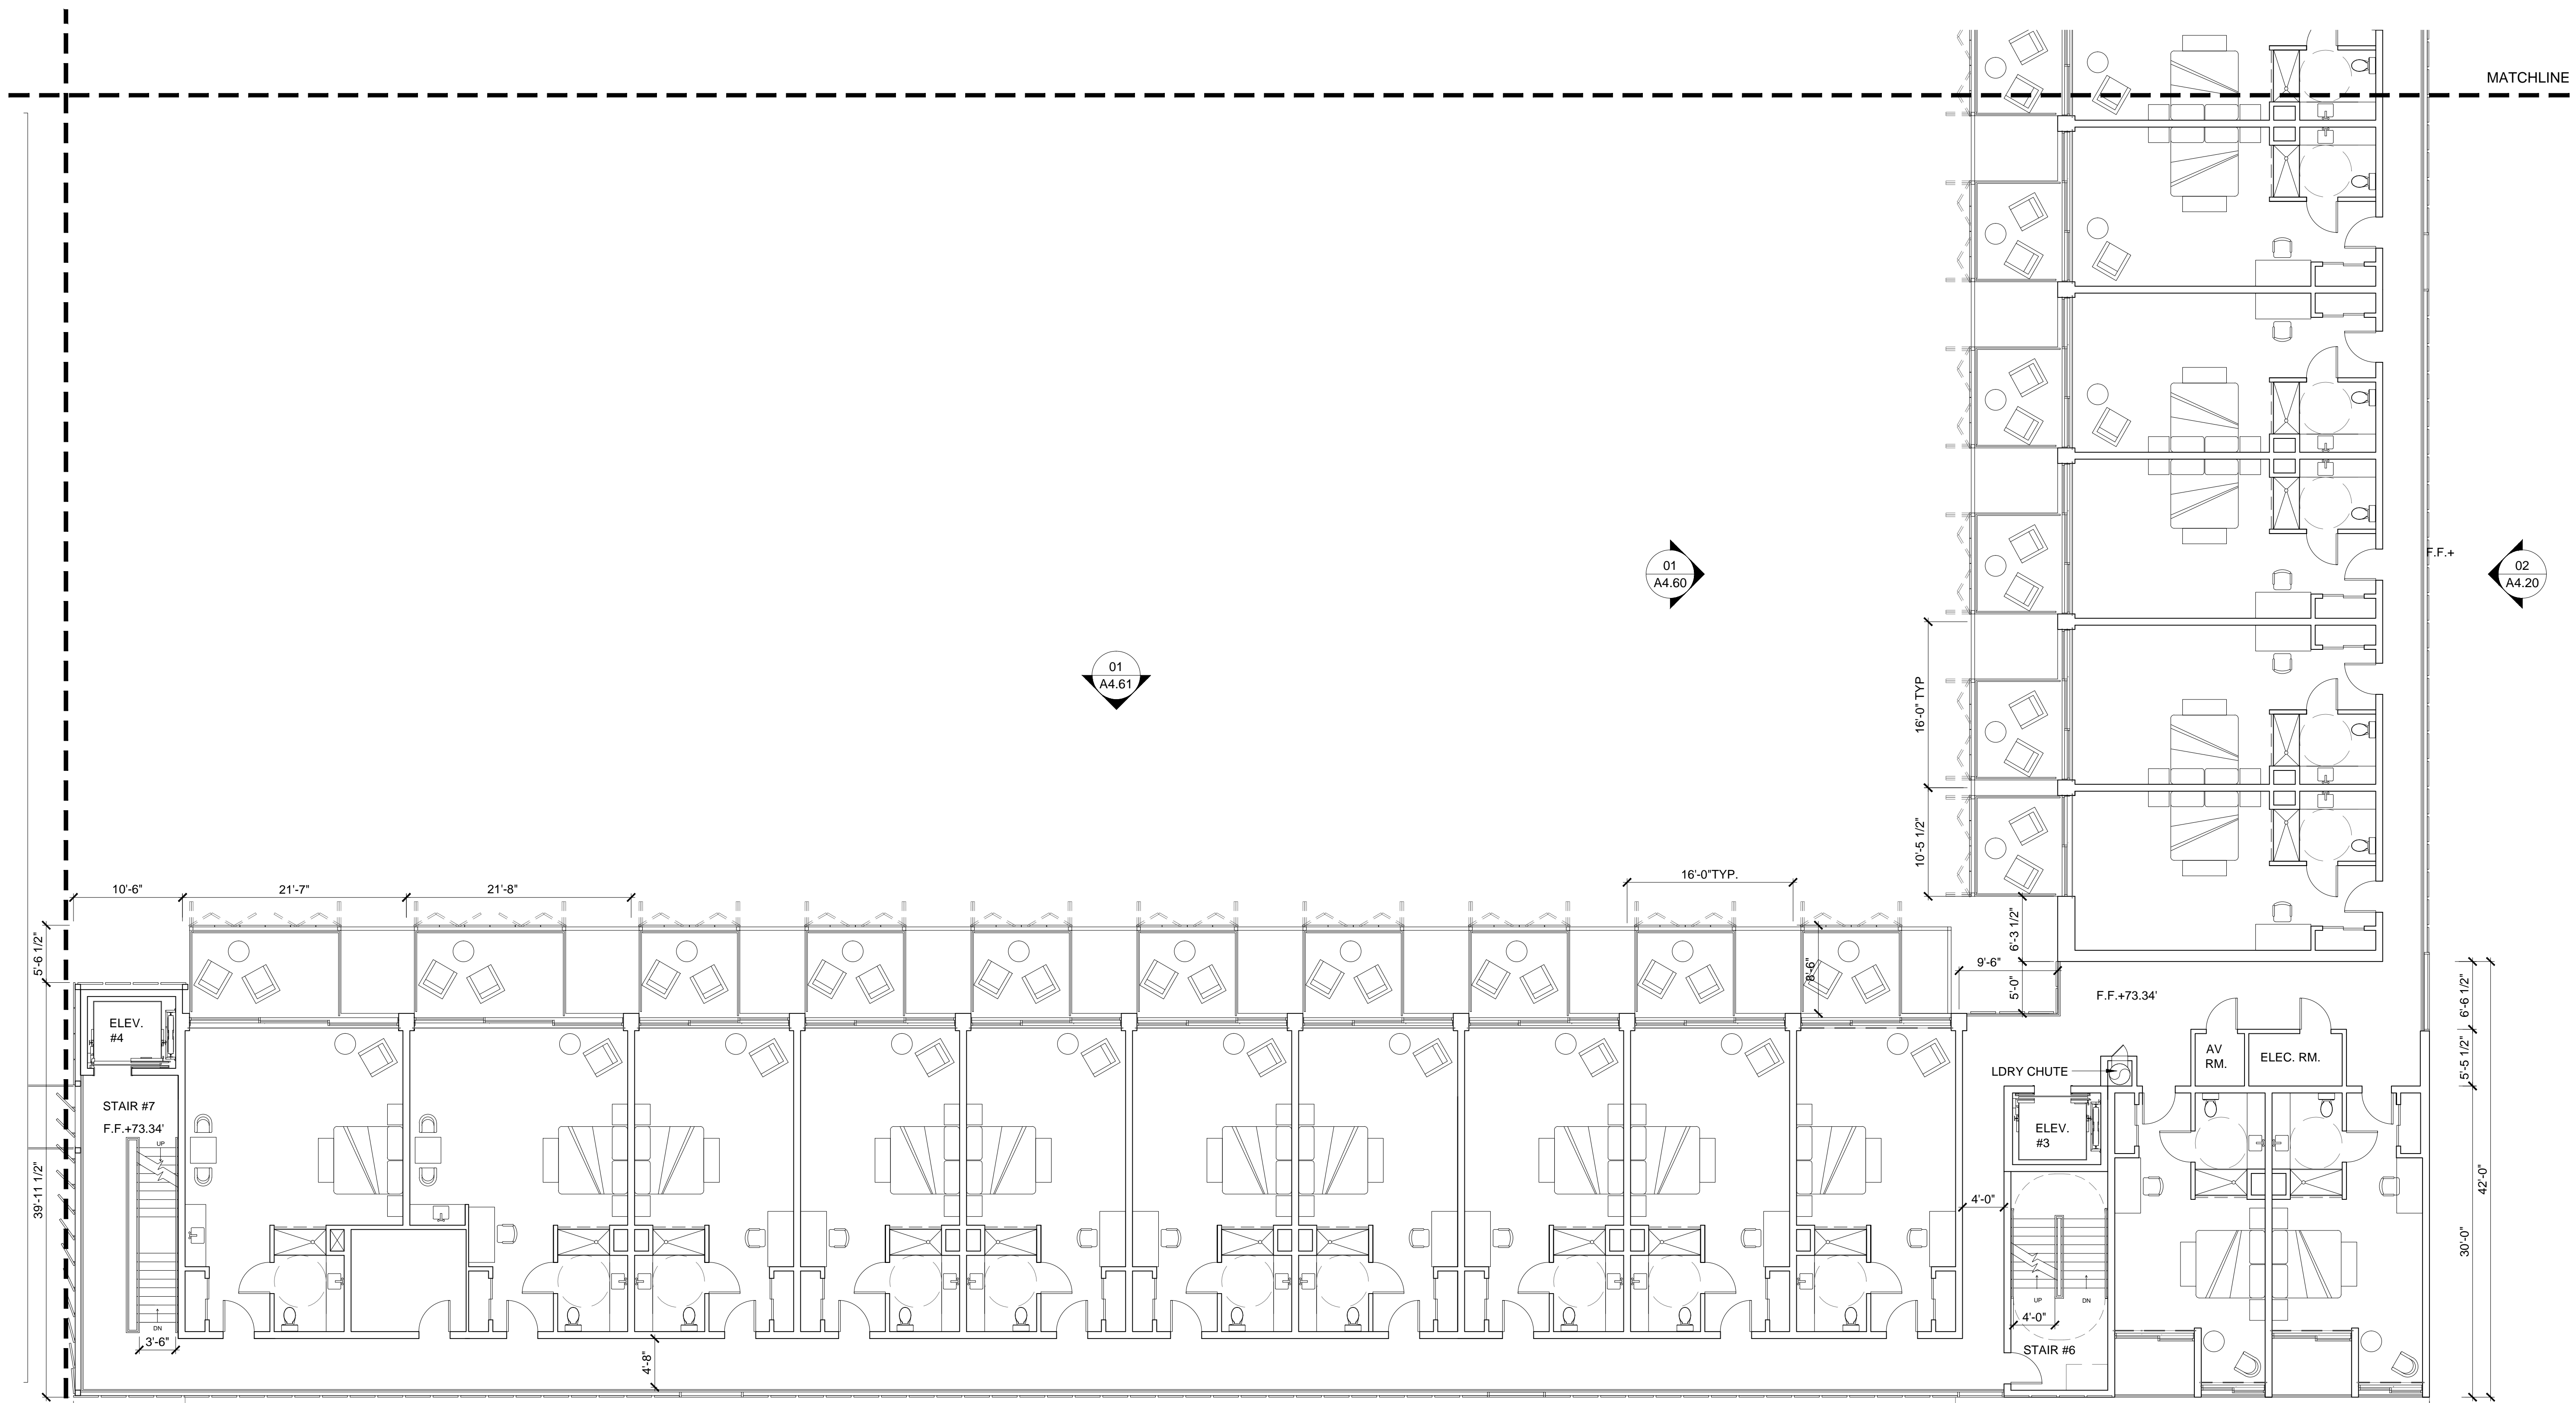 MATCHLINE
01
A4.60
F.F.+
02
A4.20
01
A4.61
16'-0" TYP
10'-5 1/2"
10'-6"
21'-7"
21'-8"
16'-0"TYP.
5'-6 1/2"
8'-6"
6'-3 1/2"
9'-6"
5'-0"
F.F.+73.34'
6'-6 1/2"
ELEV.
#4
AV
RM.
ELEC. RM.
5'-5 1/2"
LDRY CHUTE
STAIR #7
F.F.+73.34'
UP
ELEV.
#3
39'-11 1/2"
42'-0"
4'-0"
30'-0"
UP
DN
4'-0"
DN
3'-6"
4'-8"
STAIR #6